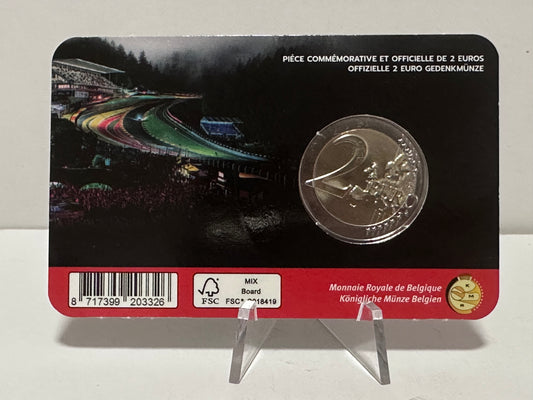 PIÈCE COMMÉMORATIVE ET OFFICIELLE DE 2 EUROS
OFFIZIELLE 2 EURO GEDENKMÜNZE
2
8 717399 203326
FSC
MIX
Board
Monnaie Royale de Belgique
Königliche Münze Belgien